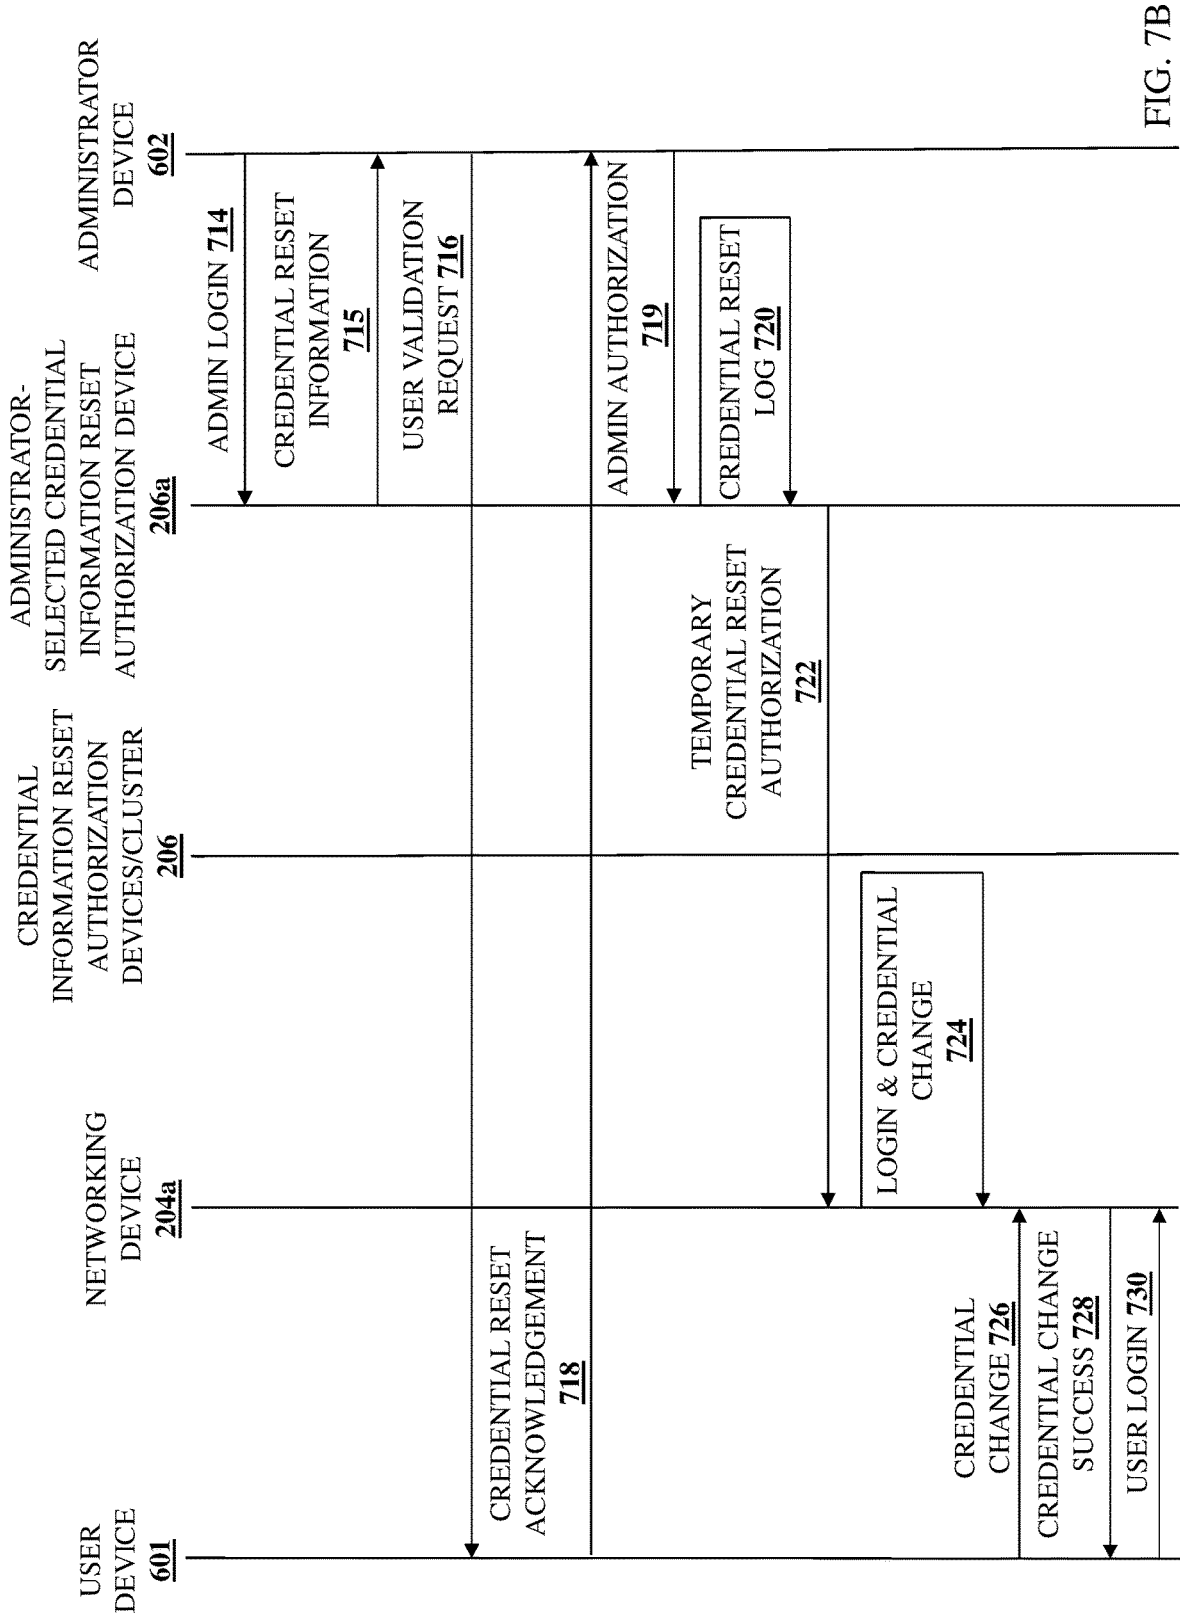 USER
DEVICE
601
NETWORKING
DEVICE
204a
CREDENTIAL
INFORMATION RESET
AUTHORIZATION
DEVICES/CLUSTER
206
ADMINISTRATOR-
SELECTED CREDENTIAL
INFORMATION RESET
AUTHORIZATION DEVICE
206a
ADMINISTRATOR
DEVICE
602
ADMIN LOGIN 714
CREDENTIAL RESET
INFORMATION
715
USER VALIDATION
REQUEST 716
CREDENTIAL RESET
ACKNOWLEDGEMENT
718
ADMIN AUTHORIZATION
719
CREDENTIAL RESET
LOG 720
TEMPORARY
CREDENTIAL RESET
AUTHORIZATION
722
LOGIN & CREDENTIAL
CHANGE
724
CREDENTIAL
CHANGE 726
CREDENTIAL CHANGE
SUCCESS 728
USER LOGIN 730
FIG. 7B